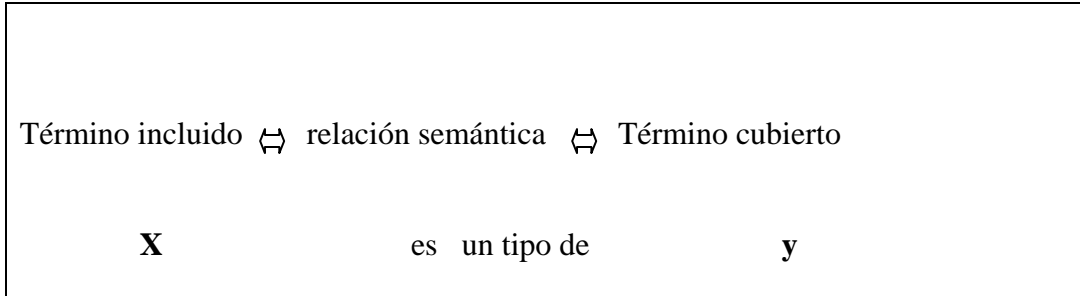 Término incluido ⇔ relación semántica ⇔ Término cubierto
X es un tipo de y